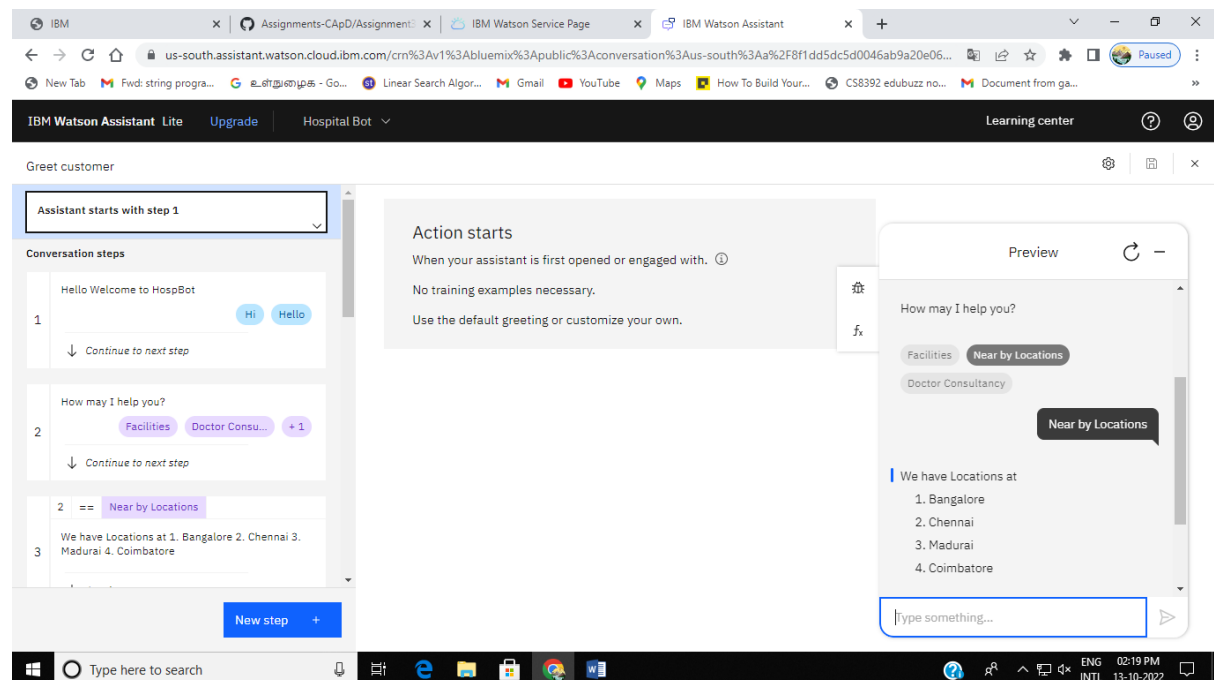 IBM
Assignments-CApD/Assignment
IBM Watson Service Page
IBM Watson Assistant
us-south.assistant.watson.cloud.ibm.com/crn%3Av1%3Abluemix%3Apublic%3Aconversation%3Aus-south%3Aa%2F8f1dd5dc5d0046ab9a20e06...
Paused
New Tab
Fwd: string progra...
உள்நுழைக - Go...
Linear Search Algor...
Gmail
YouTube
Maps
How To Build Your...
CS8392 edubuzz no...
Document from ga...
IBM Watson Assistant Lite
Upgrade
Hospital Bot
Learning center
Greet customer
Assistant starts with step 1
Conversation steps
1
Hello Welcome to HospBot
Hi
Hello
Continue to next step
2
How may I help you?
Facilities
Doctor Consu...
+ 1
Continue to next step
2 == Near by Locations
3
We have Locations at 1. Bangalore 2. Chennai 3.
Madurai 4. Coimbatore
New step +
Action starts
When your assistant is first opened or engaged with.
No training examples necessary.
Use the default greeting or customize your own.
fx
Preview
How may I help you?
Facilities
Near by Locations
Doctor Consultancy
Near by Locations
We have Locations at
1. Bangalore
2. Chennai
3. Madurai
4. Coimbatore
Type something...
Type here to search
ENG
INTL
02:19 PM
13-10-2022